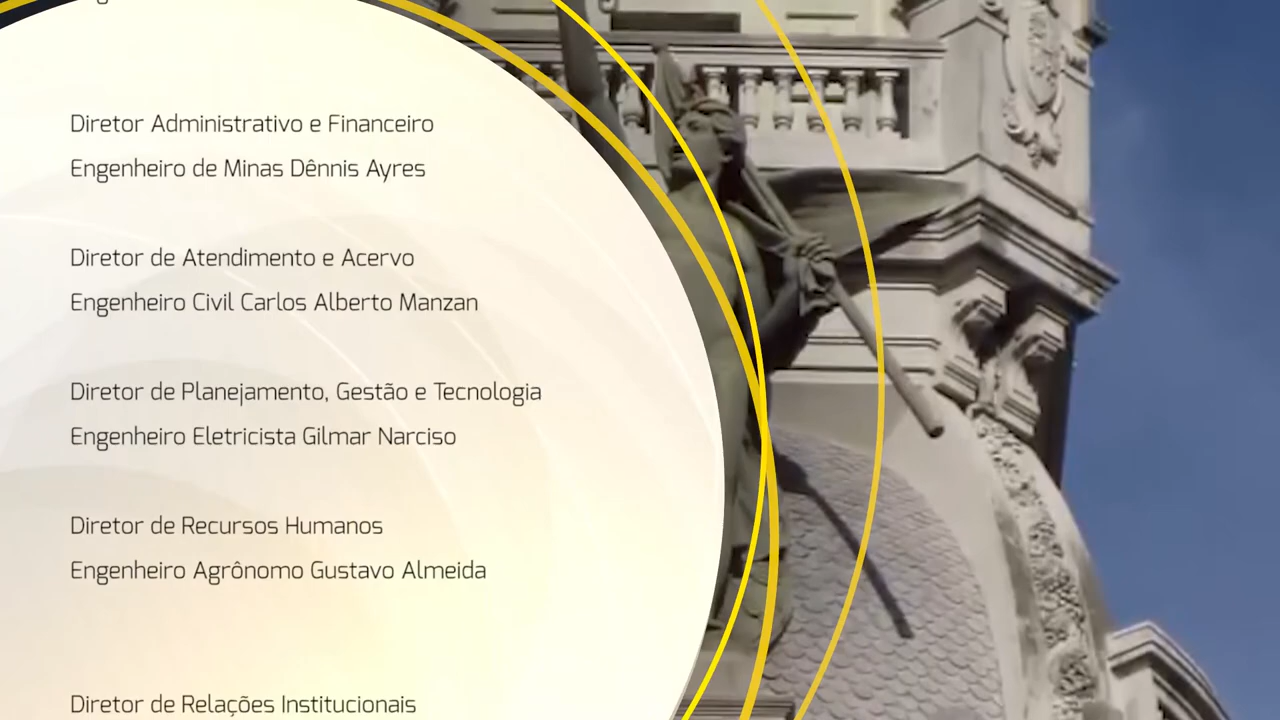 Diretor Administrativo e Financeiro
Engenheiro de Minas Dênnis Ayres
Diretor de Atendimento e Acervo
Engenheiro Civil Carlos Alberto Manzan
Diretor de Planejamento, Gestão e Tecnologia
Engenheiro Eletricista Gilmar Narciso
Diretor de Recursos Humanos
Engenheiro Agrônomo Gustavo Almeida
Diretor de Relações Institucionais